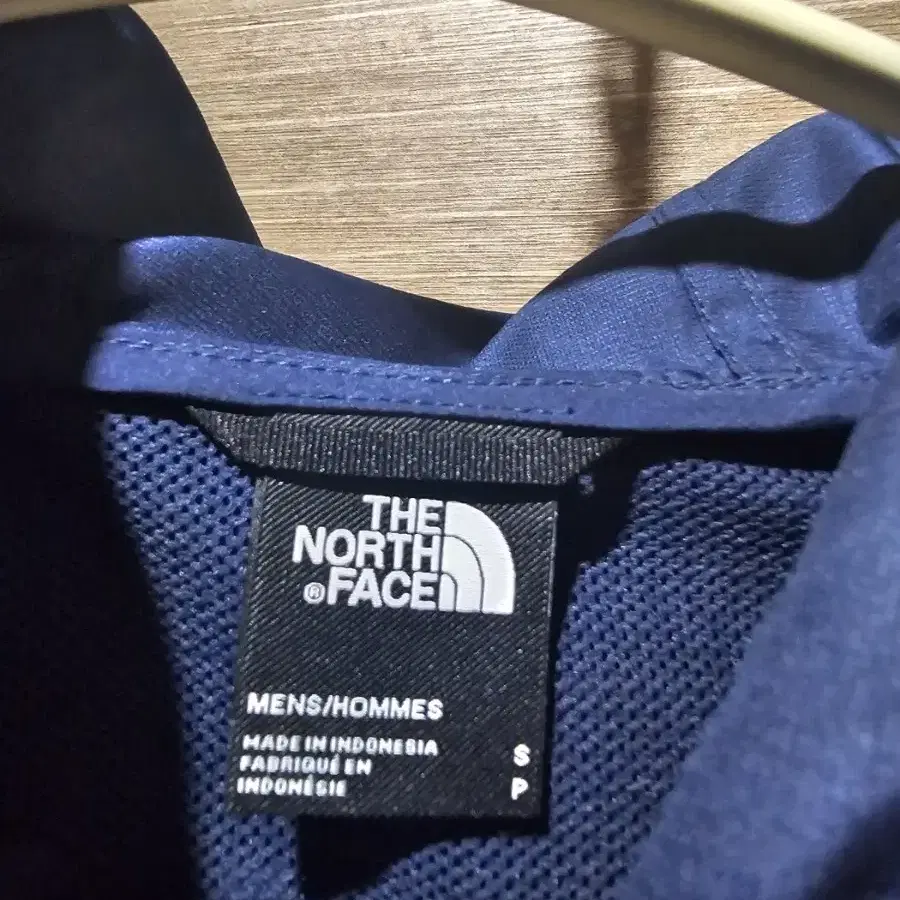 THE
NORTH
®FACE
MENS/HOMMES
MADE IN INDONESIA
FABRIQUÉ EN
INDONÉSIE
S
P